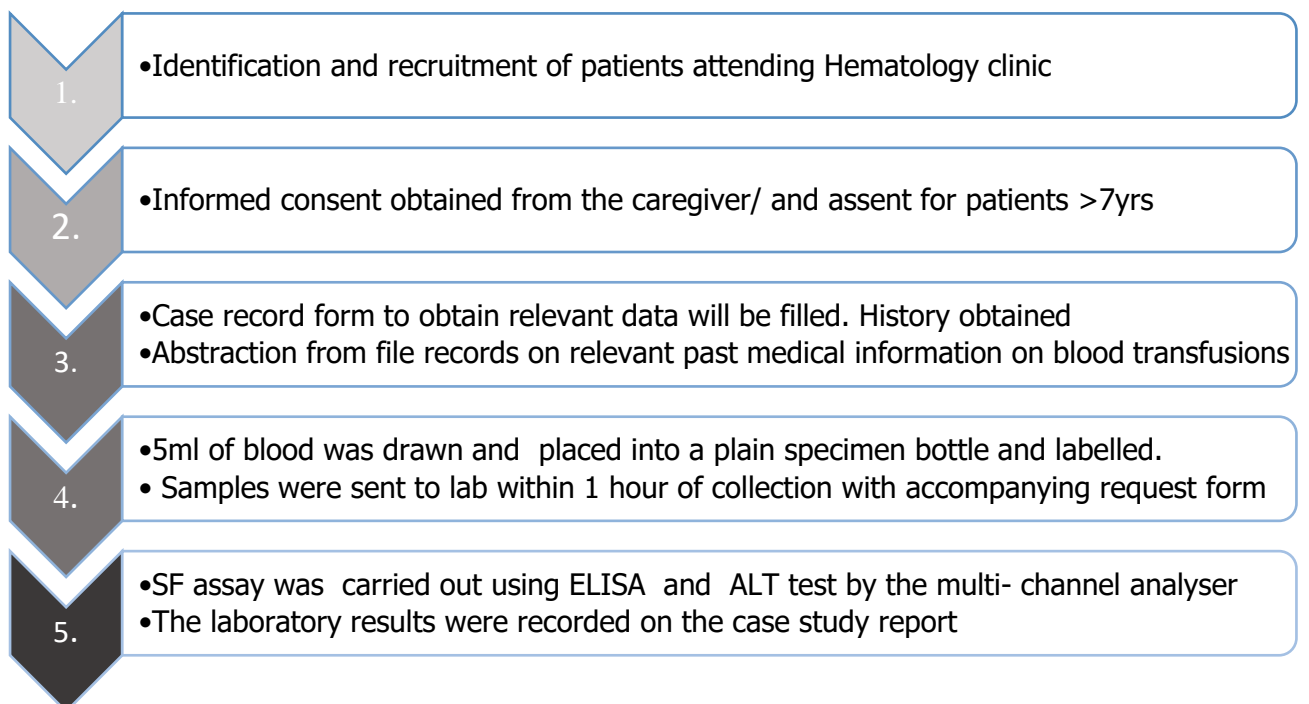 1.
•Identification and recruitment of patients attending Hematology clinic
2.
•Informed consent obtained from the caregiver/ and assent for patients >7yrs
3.
•Case record form to obtain relevant data will be filled. History obtained
•Abstraction from file records on relevant past medical information on blood transfusions
4.
•5ml of blood was drawn and placed into a plain specimen bottle and labelled.
• Samples were sent to lab within 1 hour of collection with accompanying request form
5.
•SF assay was carried out using ELISA and ALT test by the multi- channel analyser
•The laboratory results were recorded on the case study report